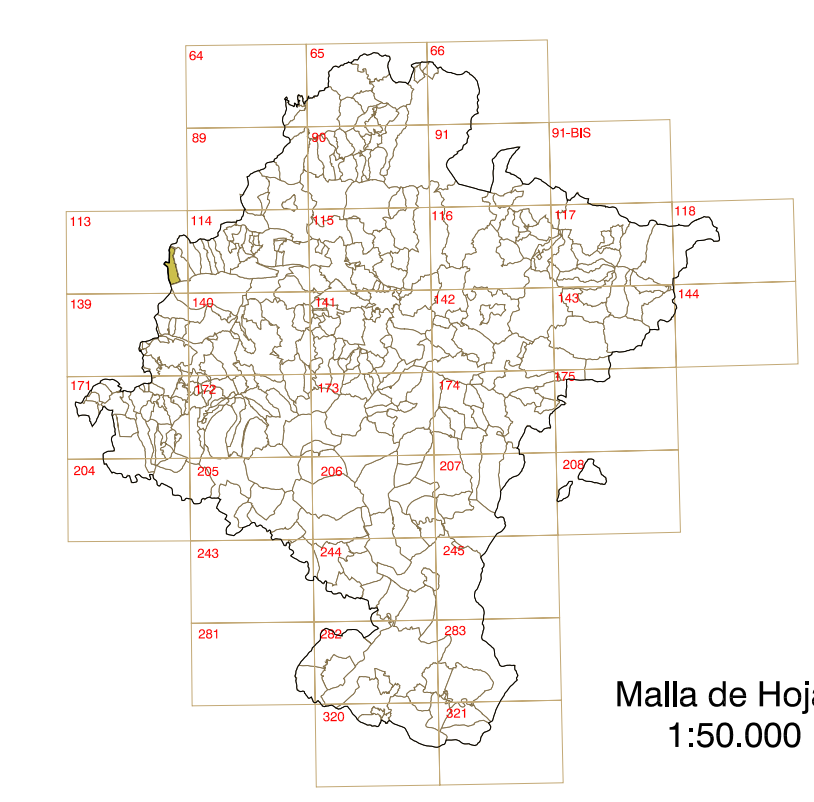 64 65 66
89 90 91 91-BIS
113 114 115 116 117 118
139 140 141 142 143 144
171 172 173 174 175
204 205 206 207 208
243 244 245
281 282 283
320 321
Malla de Hoja
1:50.000